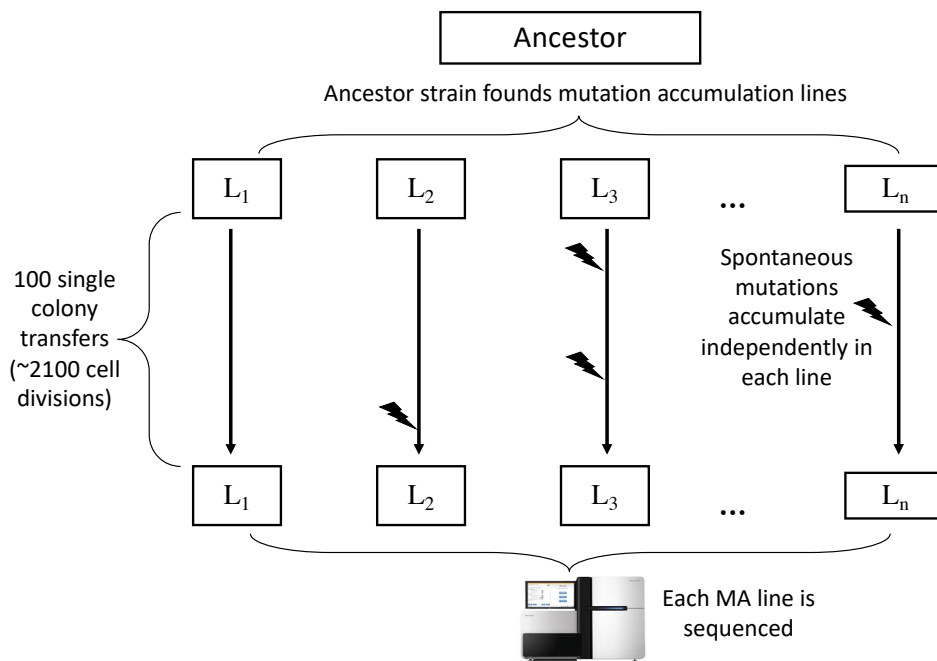 Ancestor
Ancestor strain founds mutation accumulation lines
L₁
L₂
L₃
...
Lₙ
100 single
colony
transfers
(~2100 cell
divisions)
Spontaneous
mutations
accumulate
independently in
each line
L₁
L₂
L₃
...
Lₙ
Each MA line is
sequenced